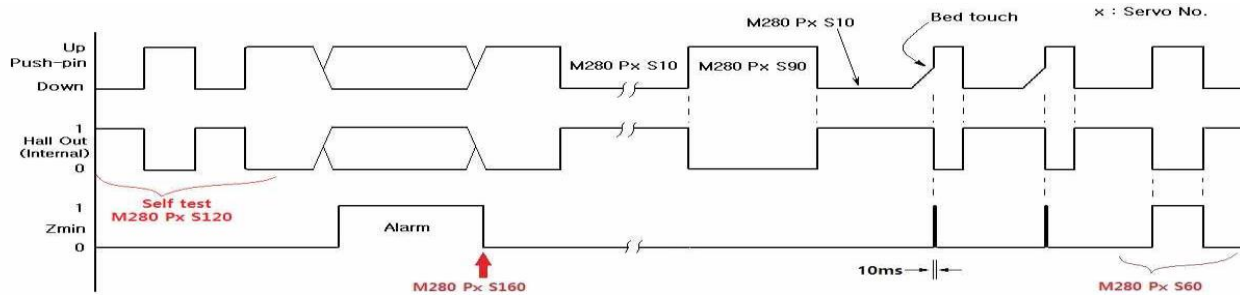 M280 Px S10
Bed touch
x : Servo No.
Up
Push-pin
Down
M280 Px S10
M280 Px S90
1
Hall Out
(Internal)
0
Self test
M280 Px S120
1
Zmin
0
Alarm
M280 Px S160
10ms
M280 Px S60